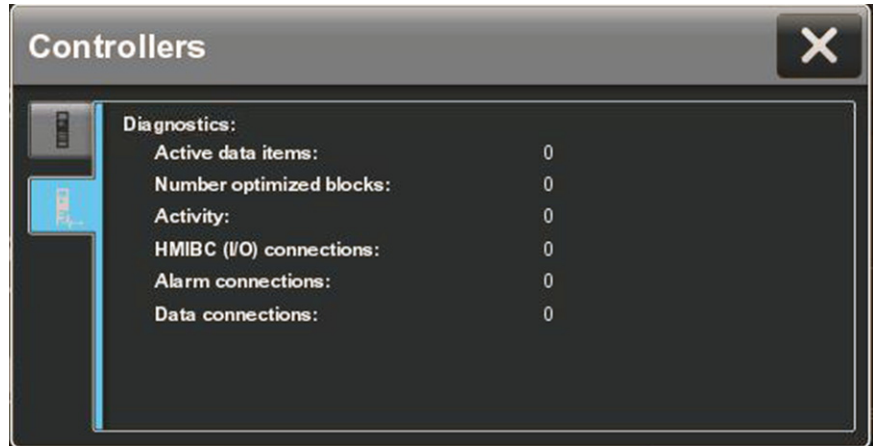 Controllers
Diagnostics:
Active data items: 0
Number optimized blocks: 0
Activity: 0
HMIBC (I/O) connections: 0
Alarm connections: 0
Data connections: 0